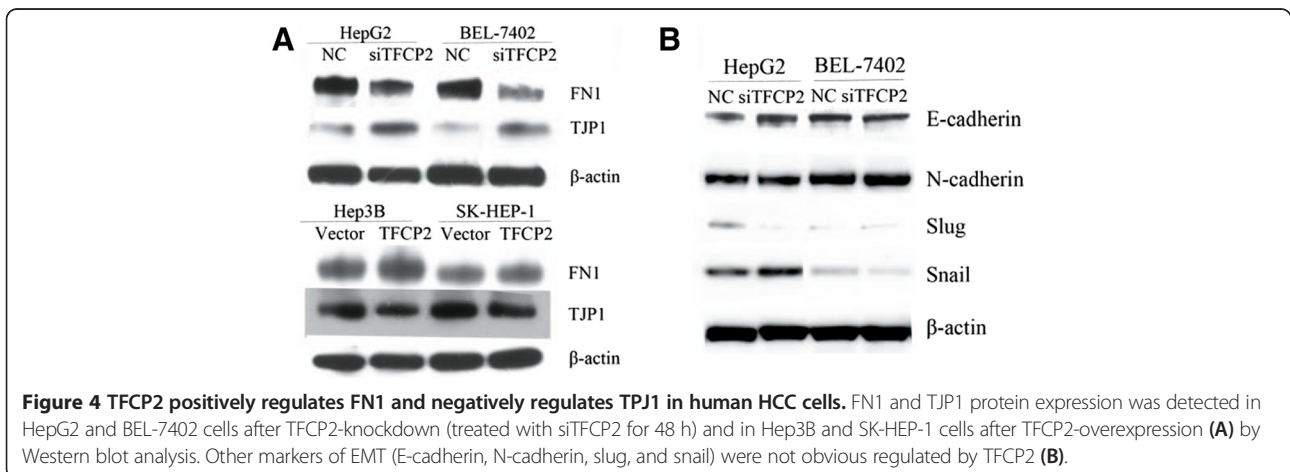 A
HepG2 BEL-7402
NC siTFCP2 NC siTFCP2
FN1
TJP1
β-actin
Hep3B SK-HEP-1
Vector TFCP2 Vector TFCP2
FN1
TJP1
β-actin
B
HepG2 BEL-7402
NC siTFCP2 NC siTFCP2
E-cadherin
N-cadherin
Slug
Snail
β-actin
Figure 4 TFCP2 positively regulates FN1 and negatively regulates TPJ1 in human HCC cells. FN1 and TJP1 protein expression was detected in
HepG2 and BEL-7402 cells after TFCP2-knockdown (treated with siTFCP2 for 48 h) and in Hep3B and SK-HEP-1 cells after TFCP2-overexpression (A) by
Western blot analysis. Other markers of EMT (E-cadherin, N-cadherin, slug, and snail) were not obvious regulated by TFCP2 (B).